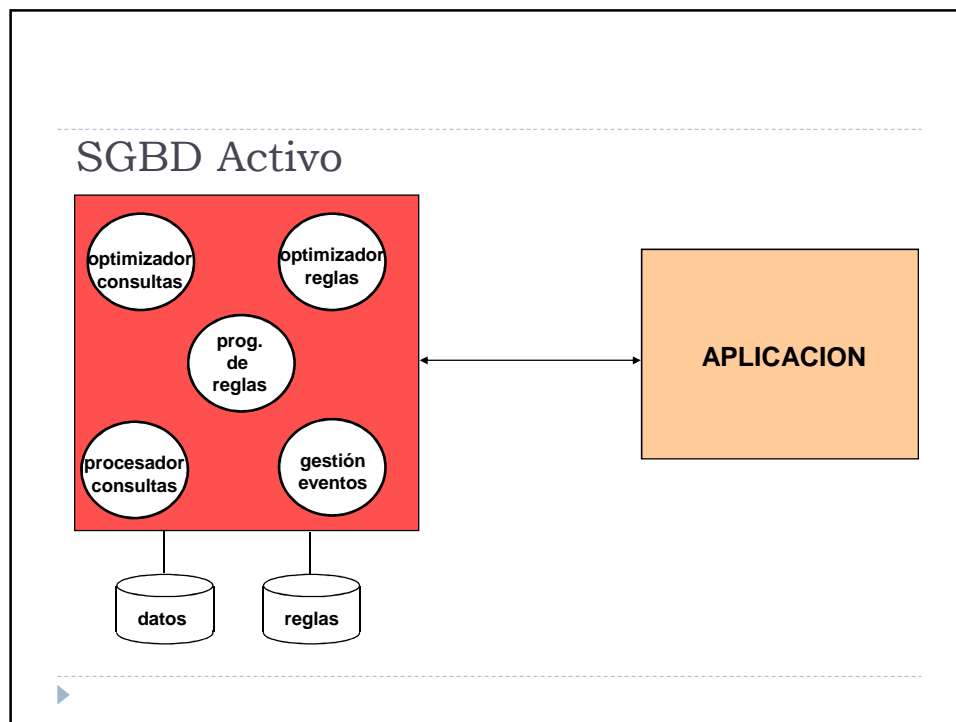 SGBD Activo
optimizador
consultas
optimizador
reglas
prog.
de
reglas
procesador
consultas
gestión
eventos
APLICACION
datos
reglas